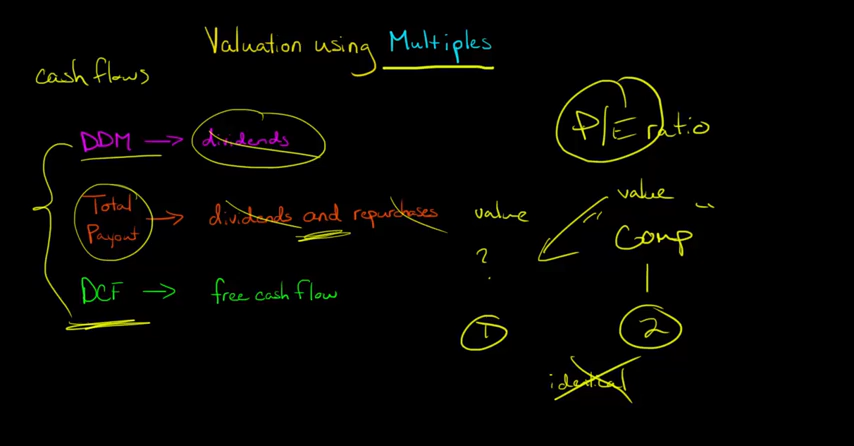 Valuation using Multiples
cash flows
DDM → dividends
P/E ratio
Total Payout → dividends and repurchases
value
?
1
value
Comp
2
identical
DCF → free cash flow